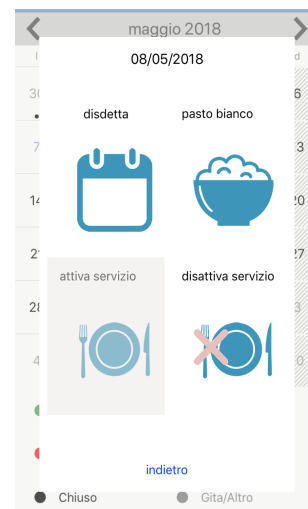 maggio 2018
08/05/2018
disdetta
pasto bianco
attiva servizio
disattiva servizio
indietro
Chiuso
Gita/Altro